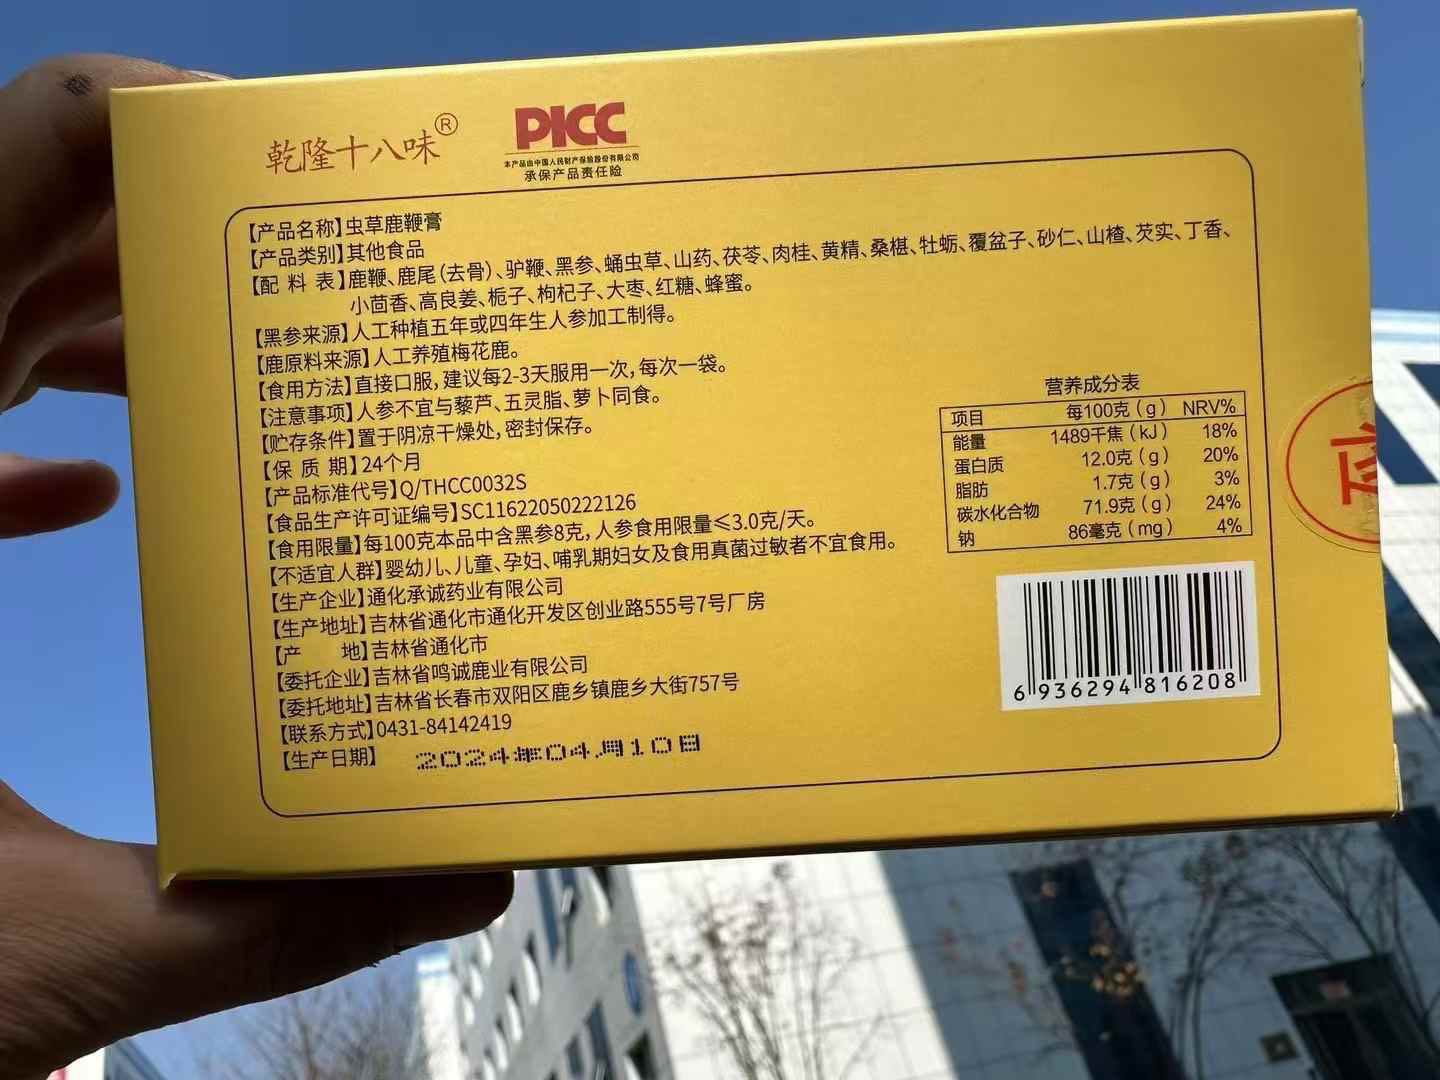 乾隆十八味®
PICC
本产品由中国人民财产保险股份有限公司
承保产品责任险
【产品名称】虫草鹿鞭膏
【产品类别】其他食品
【配 料 表】鹿鞭、鹿尾(去骨)、驴鞭、黑参、蛹虫草、山药、茯苓、肉桂、黄精、桑椹、牡蛎、覆盆子、砂仁、山楂、芡实、丁香、
小茴香、高良姜、栀子、枸杞子、大枣、红糖、蜂蜜。
【黑参来源】人工种植五年或四年生人参加工制得。
【鹿原料来源】人工养殖梅花鹿。
【食用方法】直接口服,建议每2-3天服用一次,每次一袋。
【注意事项】人参不宜与藜芦、五灵脂、萝卜同食。
【贮存条件】置于阴凉干燥处,密封保存。
【保 质 期】24个月
【产品标准代号】Q/THCC0032S
【食品生产许可证编号】SC11622050222126
【食用限量】每100克本品中含黑参8克,人参食用限量≤3.0克/天。
【不适宜人群】婴幼儿、儿童、孕妇、哺乳期妇女及食用真菌过敏者不宜食用。
【生产企业】通化承诚药业有限公司
【生产地址】吉林省通化市通化开发区创业路555号7号厂房
【产 地】吉林省通化市
【委托企业】吉林省鸣诚鹿业有限公司
【委托地址】吉林省长春市双阳区鹿乡镇鹿乡大街757号
【联系方式】0431-84142419
【生产日期】 2024年04月10日
营养成分表
项目 每100克(g) NRV%
能量 1489千焦(kJ) 18%
蛋白质 12.0克(g) 20%
脂肪 1.7克(g) 3%
碳水化合物 71.9克(g) 24%
钠 86毫克(mg) 4%
6 936294 816208